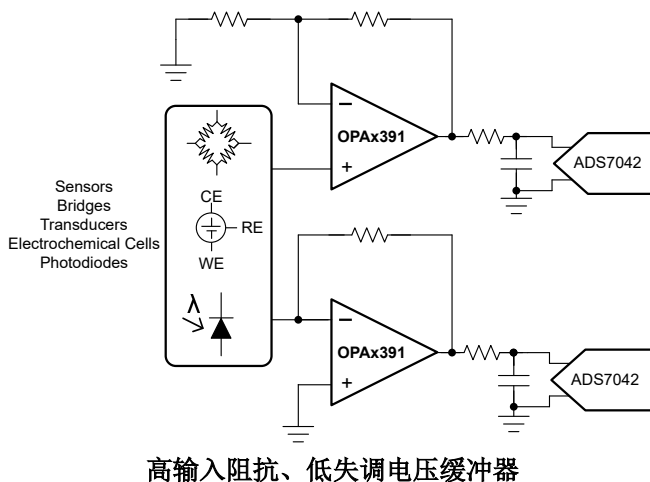 OPAx391
ADS7042
Sensors
Bridges
Transducers
Electrochemical Cells
Photodiodes
CE
RE
WE
λ
OPAx391
ADS7042
高输入阻抗、低失调电压缓冲器